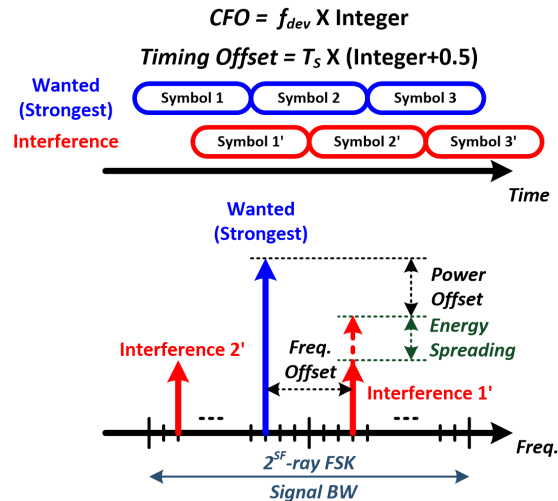 CFO = f_dev X Integer
Timing Offset = T_S X (Integer+0.5)
Wanted
(Strongest)
Symbol 1
Symbol 2
Symbol 3
Interference
Symbol 1'
Symbol 2'
Symbol 3'
Time
Wanted
(Strongest)
Power
Offset
Energy
Spreading
Interference 2'
Freq.
Offset
Interference 1'
---
---
Freq.
2^SF-ray FSK
Signal BW